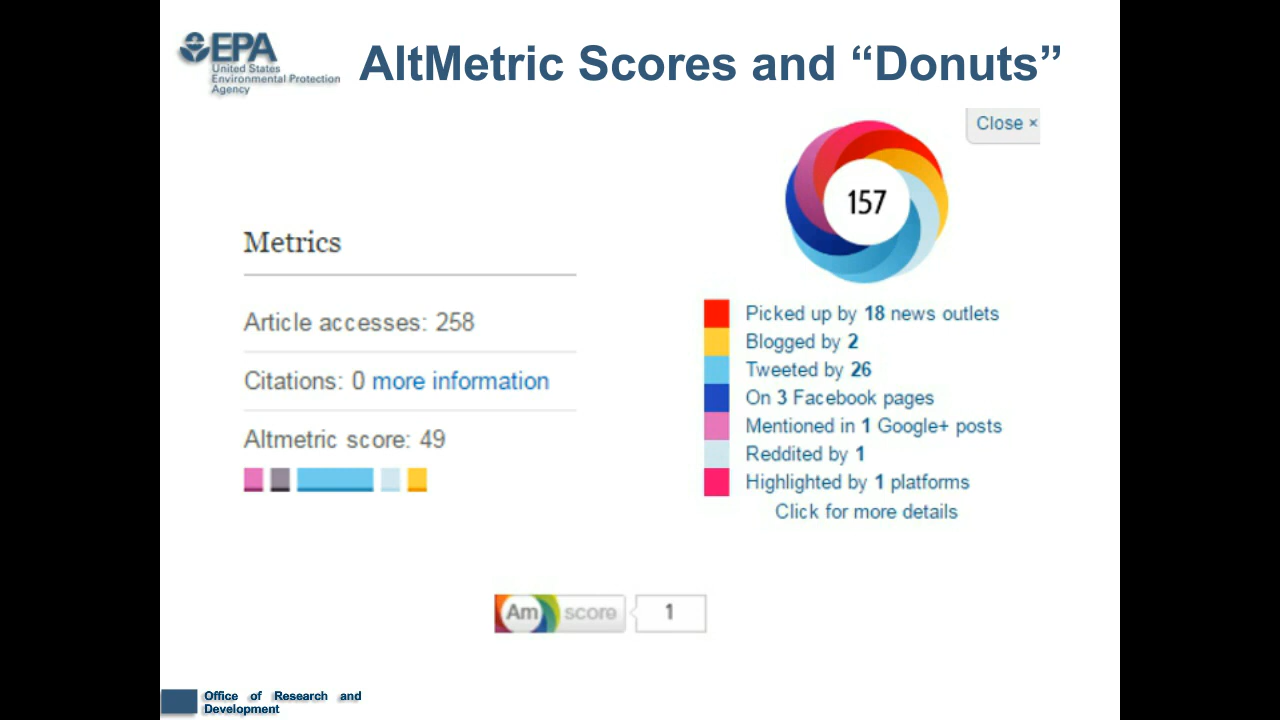 EPA
United States
Environmental Protection
Agency
AltMetric Scores and “Donuts”
Close ×
157
Metrics
Article accesses: 258
Citations: 0 more information
Altmetric score: 49
Picked up by 18 news outlets
Blogged by 2
Tweeted by 26
On 3 Facebook pages
Mentioned in 1 Google+ posts
Reddited by 1
Highlighted by 1 platforms
Click for more details
Am score 1
Office of Research and
Development